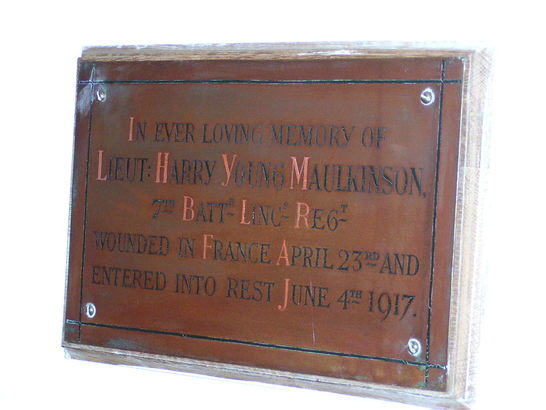 IN EVER LOVING MEMORY OF
LIEUT: HARRY YOUNG MAULKINSON,
7TH BATTN LINCS REGT
WOUNDED IN FRANCE APRIL 23RD AND
ENTERED INTO REST JUNE 4TH 1917.